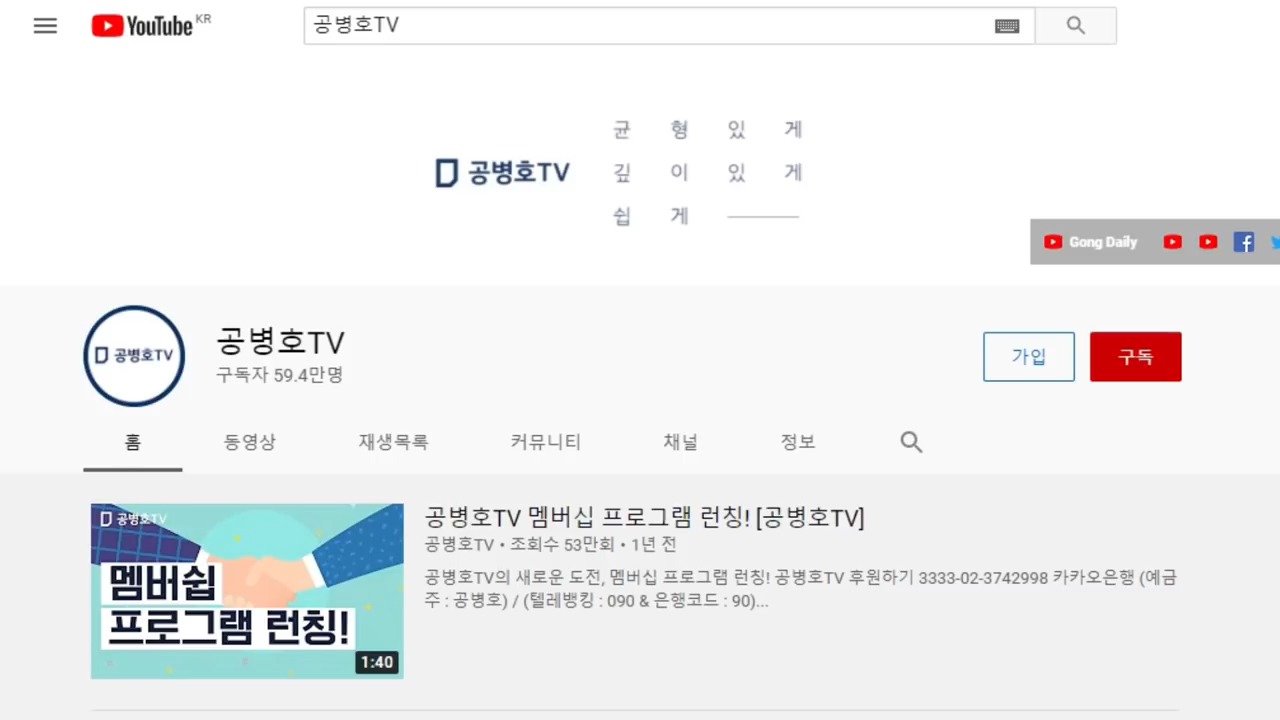 YouTube KR
공병호TV
균 형 있 게
공병호TV
깊 이 있 게
쉽 게
Gong Daily
공병호TV
공병호TV
구독자 59.4만명
가입
구독
홈 동영상 재생목록 커뮤니티 채널 정보
공병호TV
멤버쉽
프로그램 런칭!
1:40
공병호TV 멤버십 프로그램 런칭! [공병호TV]
공병호TV • 조회수 53만회 • 1년 전
공병호TV의 새로운 도전, 멤버십 프로그램 런칭! 공병호TV 후원하기 3333-02-3742998 카카오은행 (예금
주 : 공병호) / (텔레뱅킹 : 090 & 은행코드 : 90)...